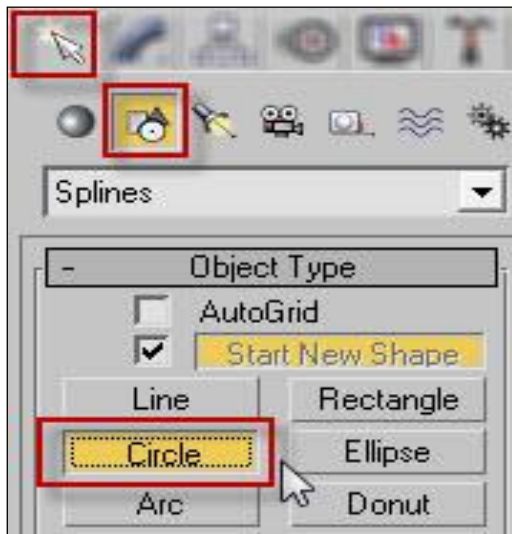 Splines
- Object Type
AutoGrid
Start New Shape
Line Rectangle
Circle Ellipse
Arc Donut